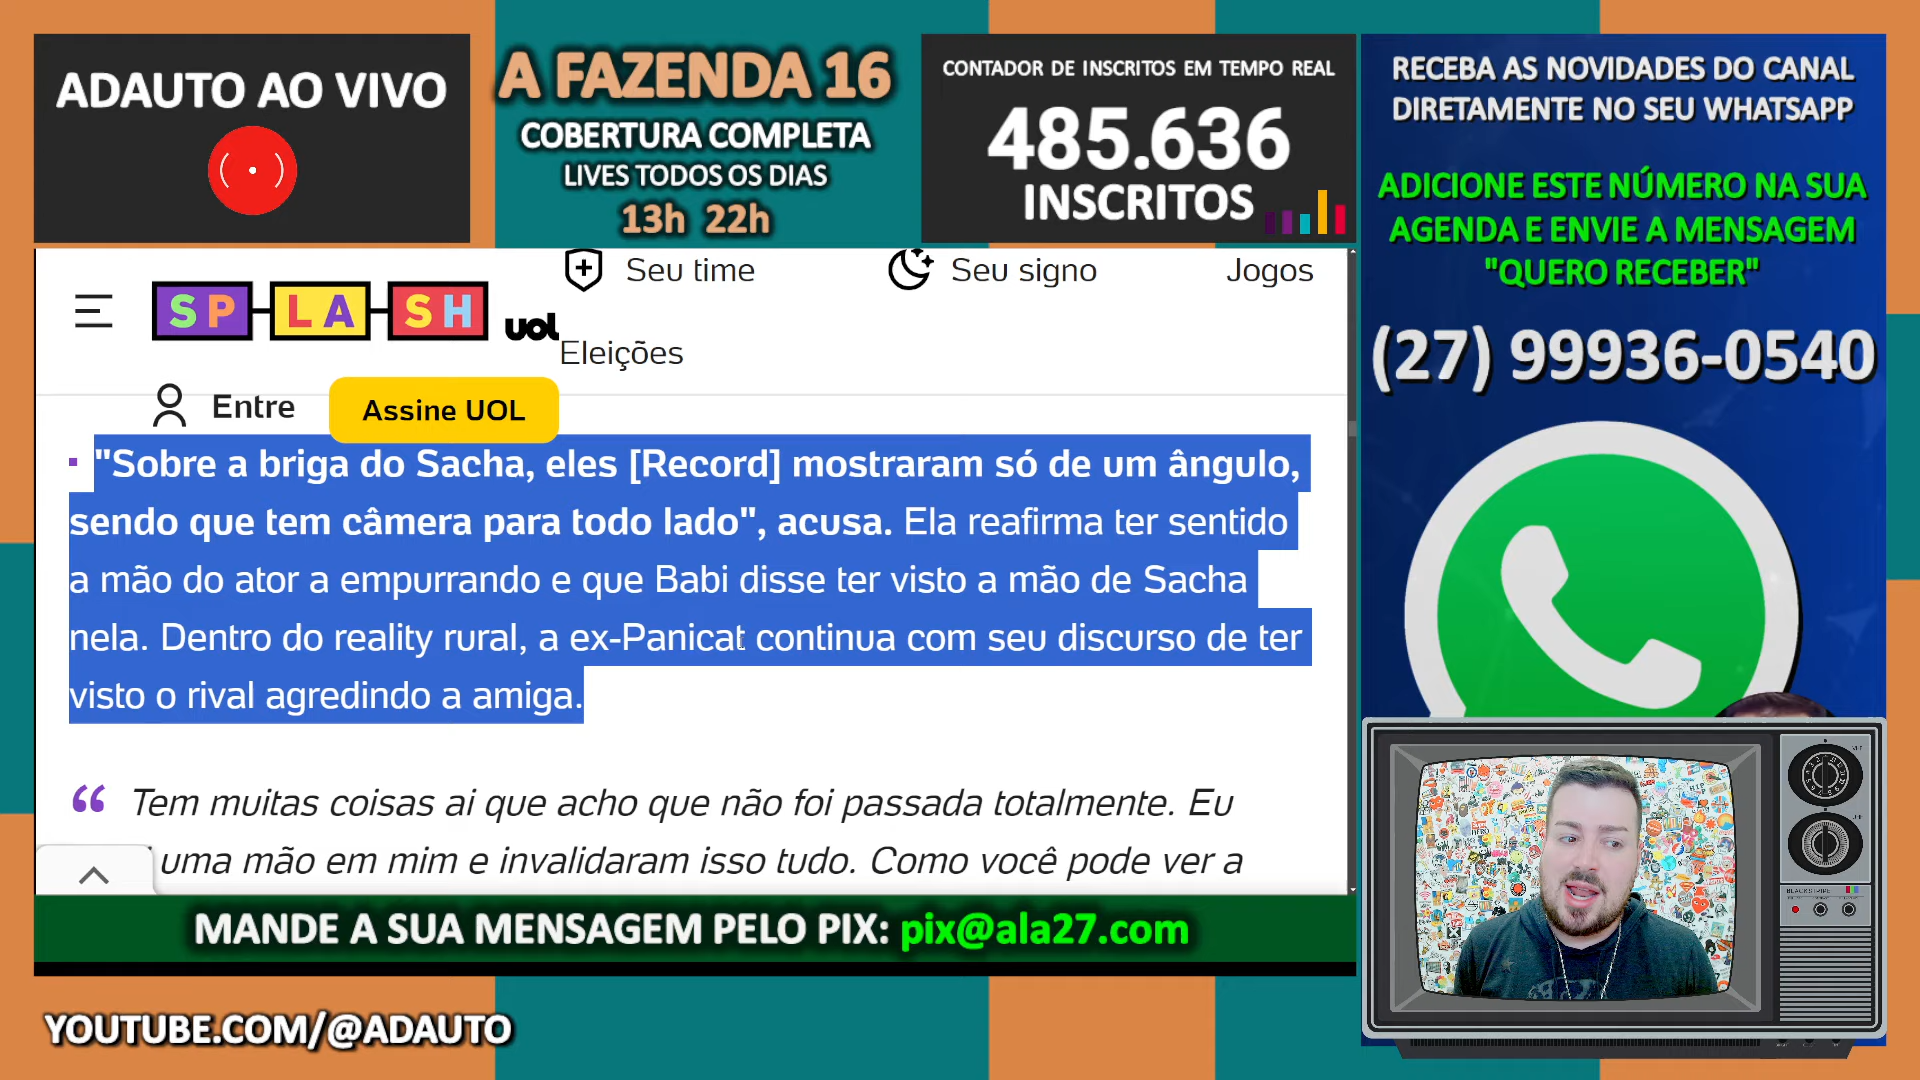 ADAUTO AO VIVO
A FAZENDA 16
COBERTURA COMPLETA
LIVES TODOS OS DIAS
13h 22h
CONTADOR DE INSCRITOS EM TEMPO REAL
485.636
INSCRITOS
RECEBA AS NOVIDADES DO CANAL
DIRETAMENTE NO SEU WHATSAPP
ADICIONE ESTE NÚMERO NA SUA
AGENDA E ENVIE A MENSAGEM
"QUERO RECEBER"
(27) 99936-0540
Seu time
Seu signo
Jogos
SPLASH
uol
Eleições
Entre
Assine UOL
"Sobre a briga do Sacha, eles [Record] mostraram só de um ângulo,
sendo que tem câmera para todo lado", acusa. Ela reafirma ter sentido
a mão do ator a empurrando e que Babi disse ter visto a mão de Sacha
nela. Dentro do reality rural, a ex-Panicat continua com seu discurso de ter
visto o rival agredindo a amiga.
“ Tem muitas coisas ai que acho que não foi passada totalmente. Eu
uma mão em mim e invalidaram isso tudo. Como você pode ver a
MANDE A SUA MENSAGEM PELO PIX: pix@ala27.com
YOUTUBE.COM/@ADAUTO